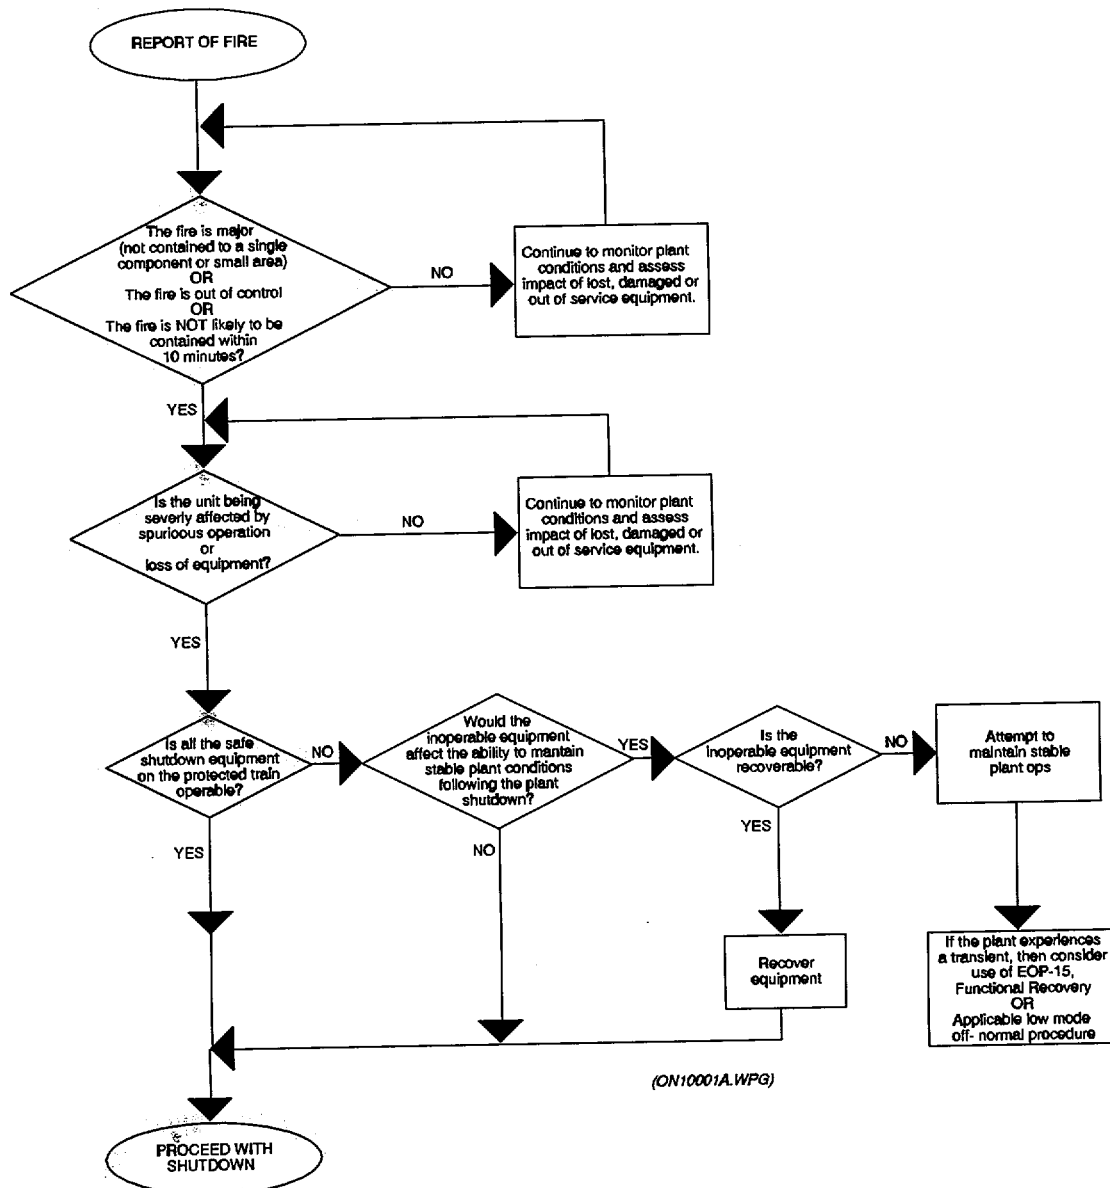 REPORT OF FIRE
The fire is major
(not contained to a single
component or small area)
OR
The fire is out of control
OR
The fire is NOT likely to be
contained within
10 minutes?
NO
Continue to monitor plant
conditions and assess
impact of lost, damaged or
out of service equipment.
YES
Is the unit being
severly affected by
spurious operation
or
loss of equipment?
NO
Continue to monitor plant
conditions and assess
impact of lost, damaged or
out of service equipment.
YES
Is all the safe
shutdown equipment
on the protected train
operable?
NO
Would the
inoperable equipment
affect the ability to mantain
stable plant conditions
following the plant
shutdown?
YES
Is the
inoperable equipment
recoverable?
NO
Attempt to
maintain stable
plant ops
YES
NO
YES
Recover
equipment
If the plant experiences
a transient, then consider
use of EOP-15,
Functional Recovery
OR
Applicable low mode
off- normal procedure
(ON10001A.WPG)
PROCEED WITH
SHUTDOWN